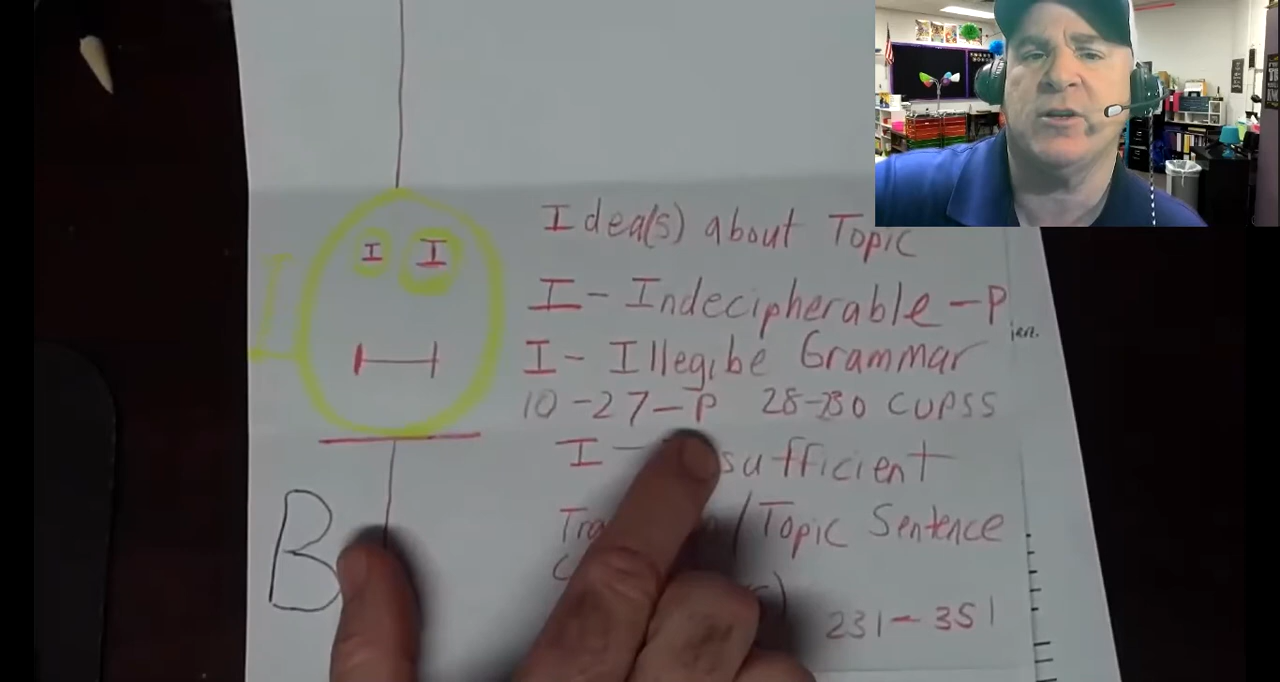 I I
I
Idea(s) about Topic
I - Indecipherable - P
I - Illegibe Grammar
10 - 27 - P 28 - 230 CUPSS
I - sufficient
/Topic Sentence
231 - 351
B